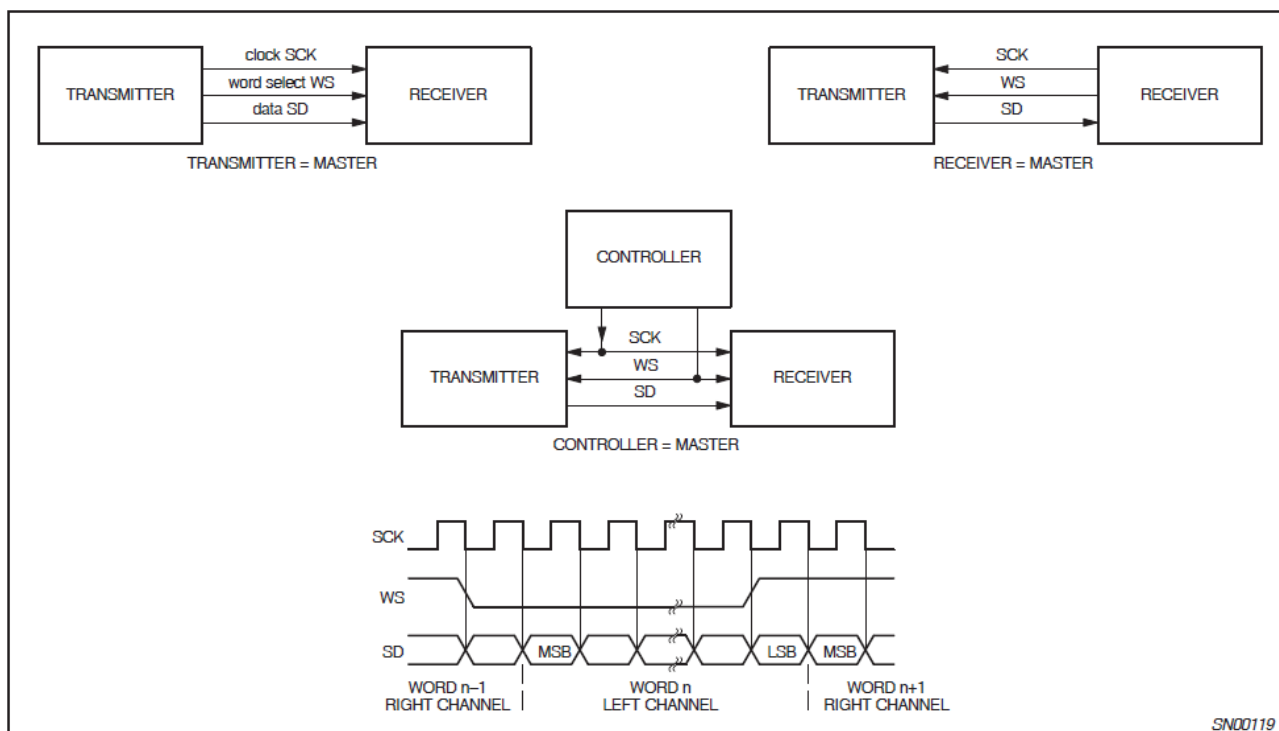 clock SCK
word select WS
data SD
TRANSMITTER
RECEIVER
TRANSMITTER = MASTER
SCK
WS
SD
TRANSMITTER
RECEIVER
RECEIVER = MASTER
CONTROLLER
SCK
WS
SD
TRANSMITTER
RECEIVER
CONTROLLER = MASTER
SCK
WS
SD
MSB
LSB
MSB
WORD n–1
RIGHT CHANNEL
WORD n
LEFT CHANNEL
WORD n+1
RIGHT CHANNEL
SN00119